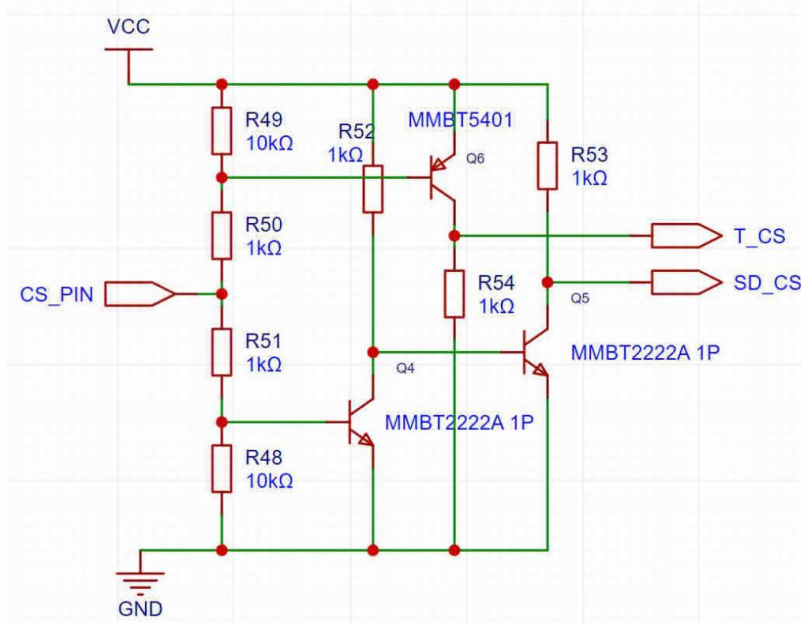 VCC
R49
10kΩ
R52
1kΩ
MMBT5401
Q6
R53
1kΩ
R50
1kΩ
T_CS
CS_PIN
R54
1kΩ
SD_CS
Q5
R51
1kΩ
Q4
MMBT2222A 1P
MMBT2222A 1P
R48
10kΩ
GND